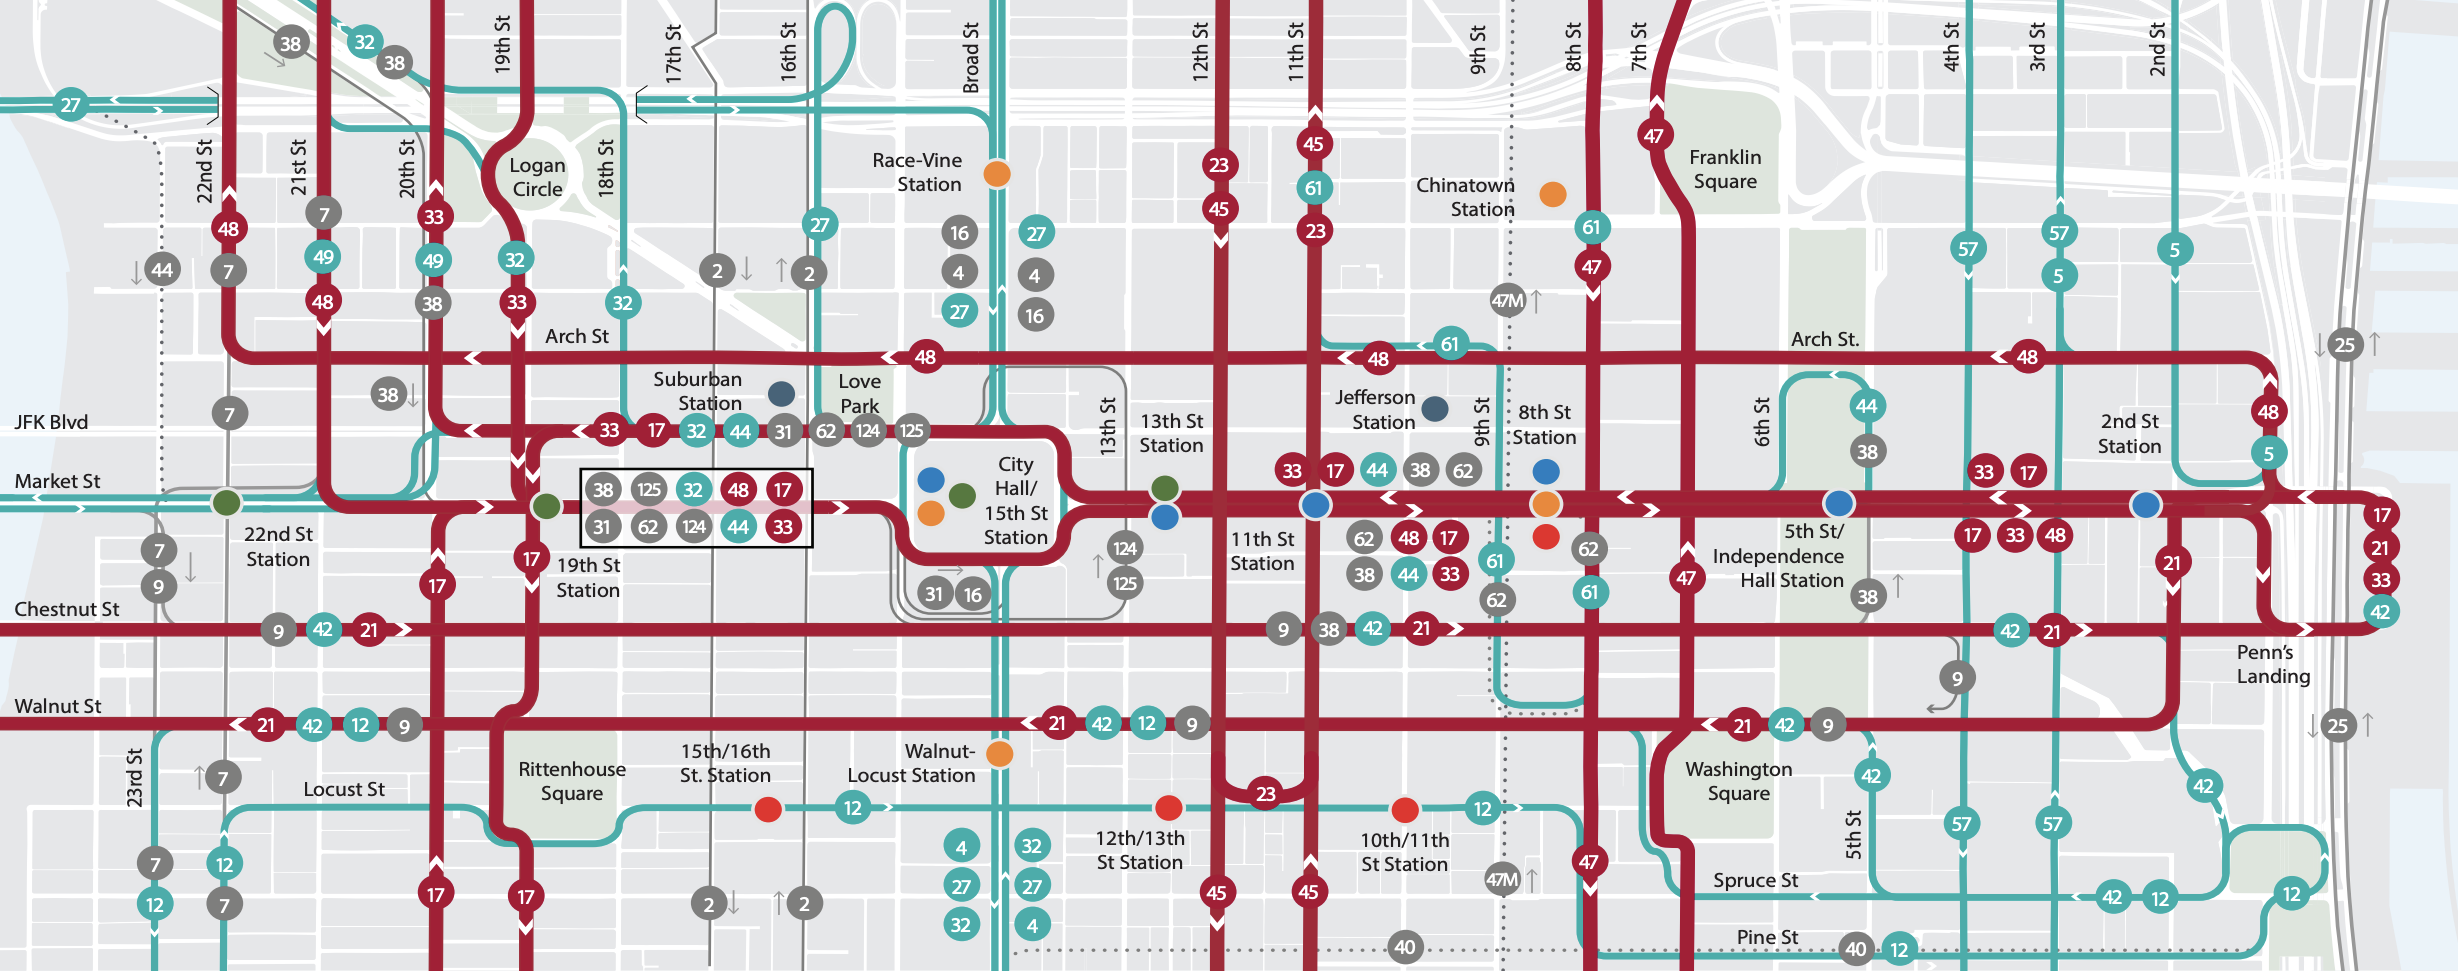 38
32
38
27
22nd St
21st St
20th St
19th St
18th St
17th St
16th St
Broad St
12th St
11th St
9th St
8th St
7th St
4th St
3rd St
2nd St
Logan
Circle
Race-Vine
Station
Chinatown
Station
Franklin
Square
23
45
45
61
23
47
48
7
7
49
48
33
49
38
32
33
32
44
2
2
27
16
4
27
27
4
16
47M
61
47
57
57
5
5
Arch St
48
48
61
Arch St.
48
25
7
38
Suburban
Station
Love
Park
Jefferson
Station
13th St
13th St
Station
9th St
8th St
Station
6th St
44
38
2nd St
Station
48
5
JFK Blvd
33
17
32
44
31
62
124
125
Market St
38
125
32
48
17
31
62
124
44
33
City
Hall/
15th St
Station
33
17
44
38
62
33
17
22nd St
Station
19th St
Station
11th St
Station
62
48
17
38
44
33
61
62
62
61
47
5th St/
Independence
Hall Station
38
17
33
48
21
17
21
33
42
7
9
17
17
31
16
124
125
Chestnut St
9
42
21
9
38
42
21
42
21
9
Penn's
Landing
Walnut St
21
42
12
9
21
42
12
9
21
42
9
25
23rd St
7
Locust St
Rittenhouse
Square
15th/16th
St. Station
12
Walnut-
Locust Station
23
12th/13th
St Station
10th/11th
St Station
12
Washington
Square
5th St
42
42
57
57
7
12
12
7
17
17
2
2
4
27
32
32
27
4
45
45
47M
47
Spruce St
42
12
12
40
Pine St
40
12